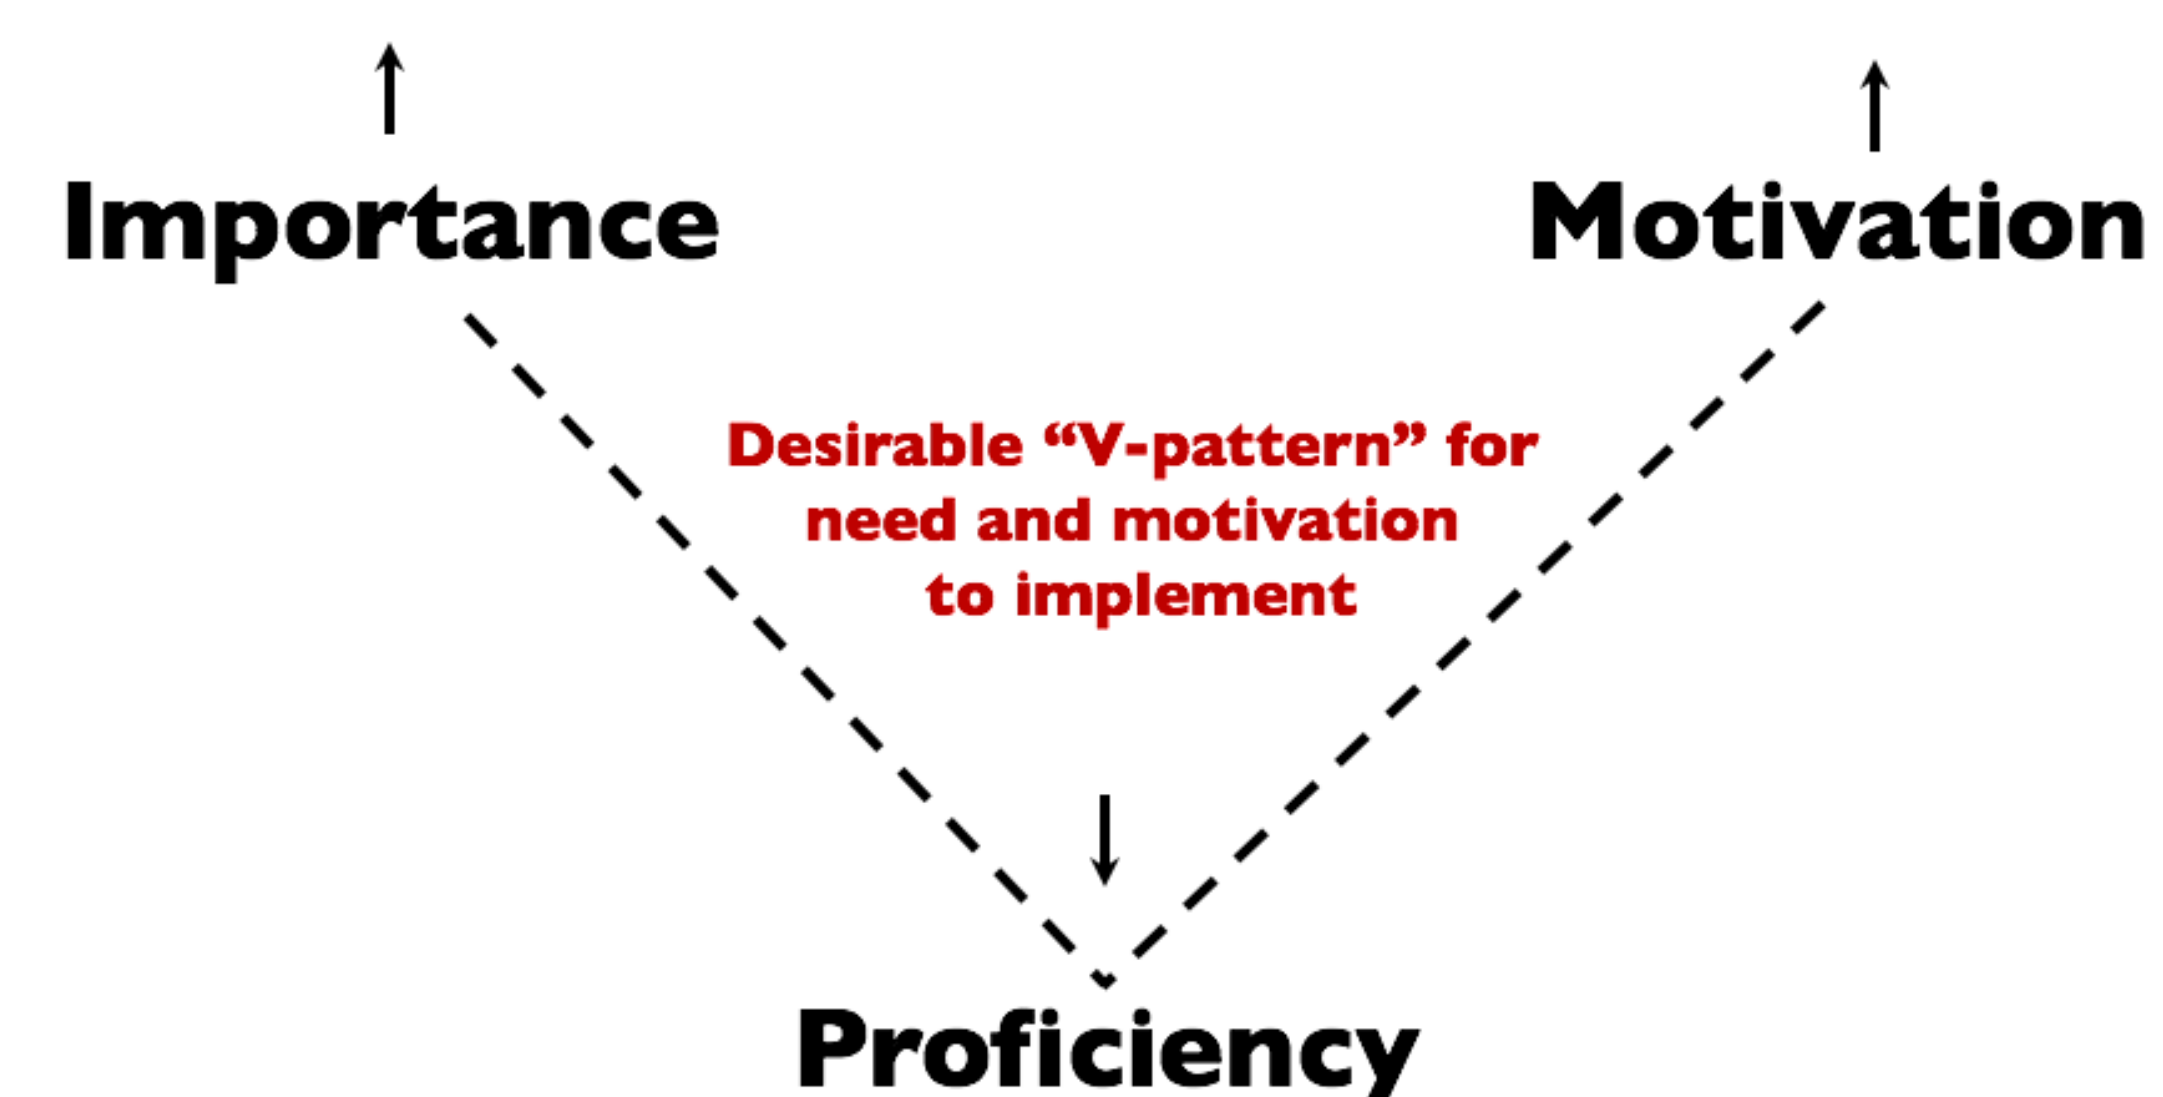 Importance
Motivation
Desirable “V-pattern” for
need and motivation
to implement
Proficiency